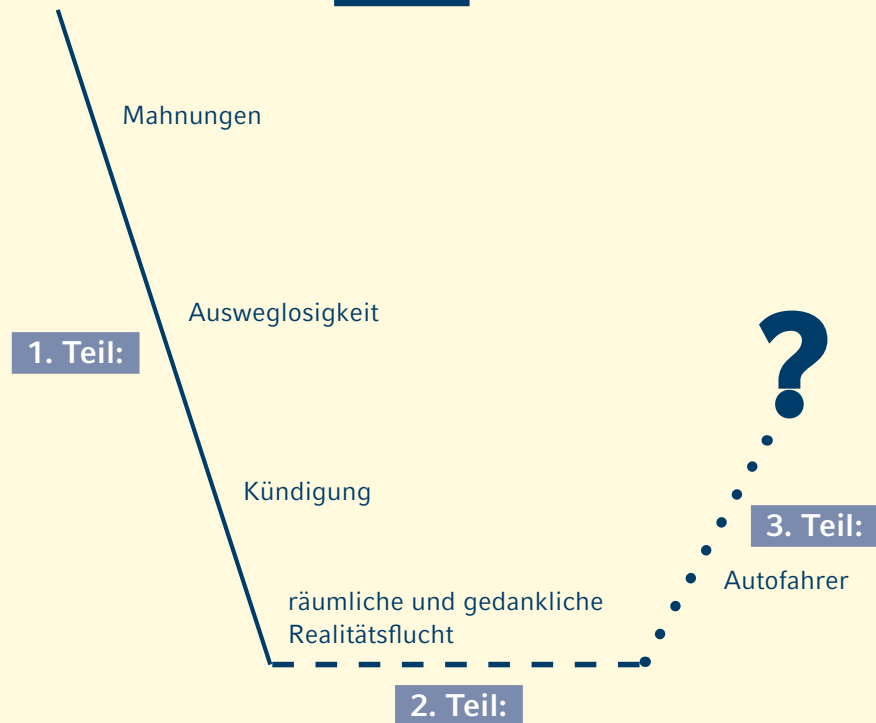 Mahnungen
Ausweglosigkeit
1. Teil:
Kündigung
räumliche und gedankliche
Realitätsflucht
2. Teil:
?
3. Teil:
Autofahrer